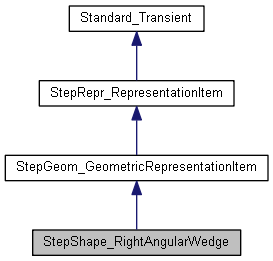 Standard_Transient
StepRepr_RepresentationItem
StepGeom_GeometricRepresentationItem
StepShape_RightAngularWedge